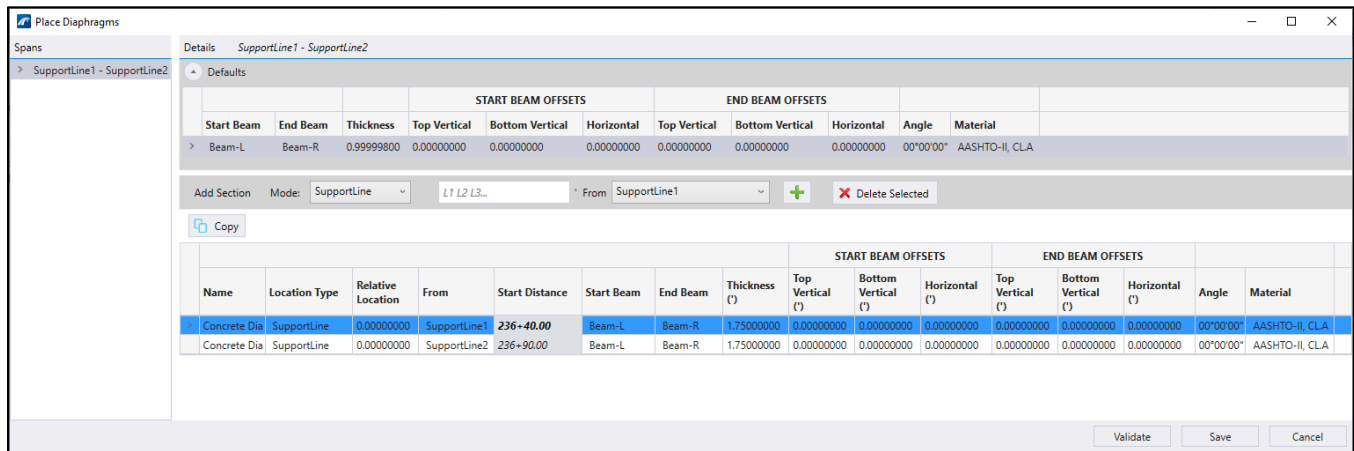 Place Diaphragms
Spans
Details SupportLine1 - SupportLine2
> SupportLine1 - SupportLine2
Defaults
START BEAM OFFSETS END BEAM OFFSETS
Start Beam End Beam Thickness Top Vertical Bottom Vertical Horizontal Top Vertical Bottom Vertical Horizontal Angle Material
> Beam-L Beam-R 0.99999800 0.00000000 0.00000000 0.00000000 0.00000000 0.00000000 0.00000000 00°00'00" AASHTO-II, CL.A
Add Section Mode: SupportLine L1 L2 L3... ' From SupportLine1 Delete Selected
Copy
START BEAM OFFSETS END BEAM OFFSETS
Name Location Type Relative Location From Start Distance Start Beam End Beam Thickness (') Top Vertical (') Bottom Vertical (') Horizontal (') Top Vertical (') Bottom Vertical (') Horizontal (') Angle Material
> Concrete Dia SupportLine 0.00000000 SupportLine1 236+40.00 Beam-L Beam-R 1.75000000 0.00000000 0.00000000 0.00000000 0.00000000 0.00000000 0.00000000 00°00'00" AASHTO-II, CL.A
Concrete Dia SupportLine 0.00000000 SupportLine2 236+90.00 Beam-L Beam-R 1.75000000 0.00000000 0.00000000 0.00000000 0.00000000 0.00000000 0.00000000 00°00'00" AASHTO-II, CL.A
Validate Save Cancel